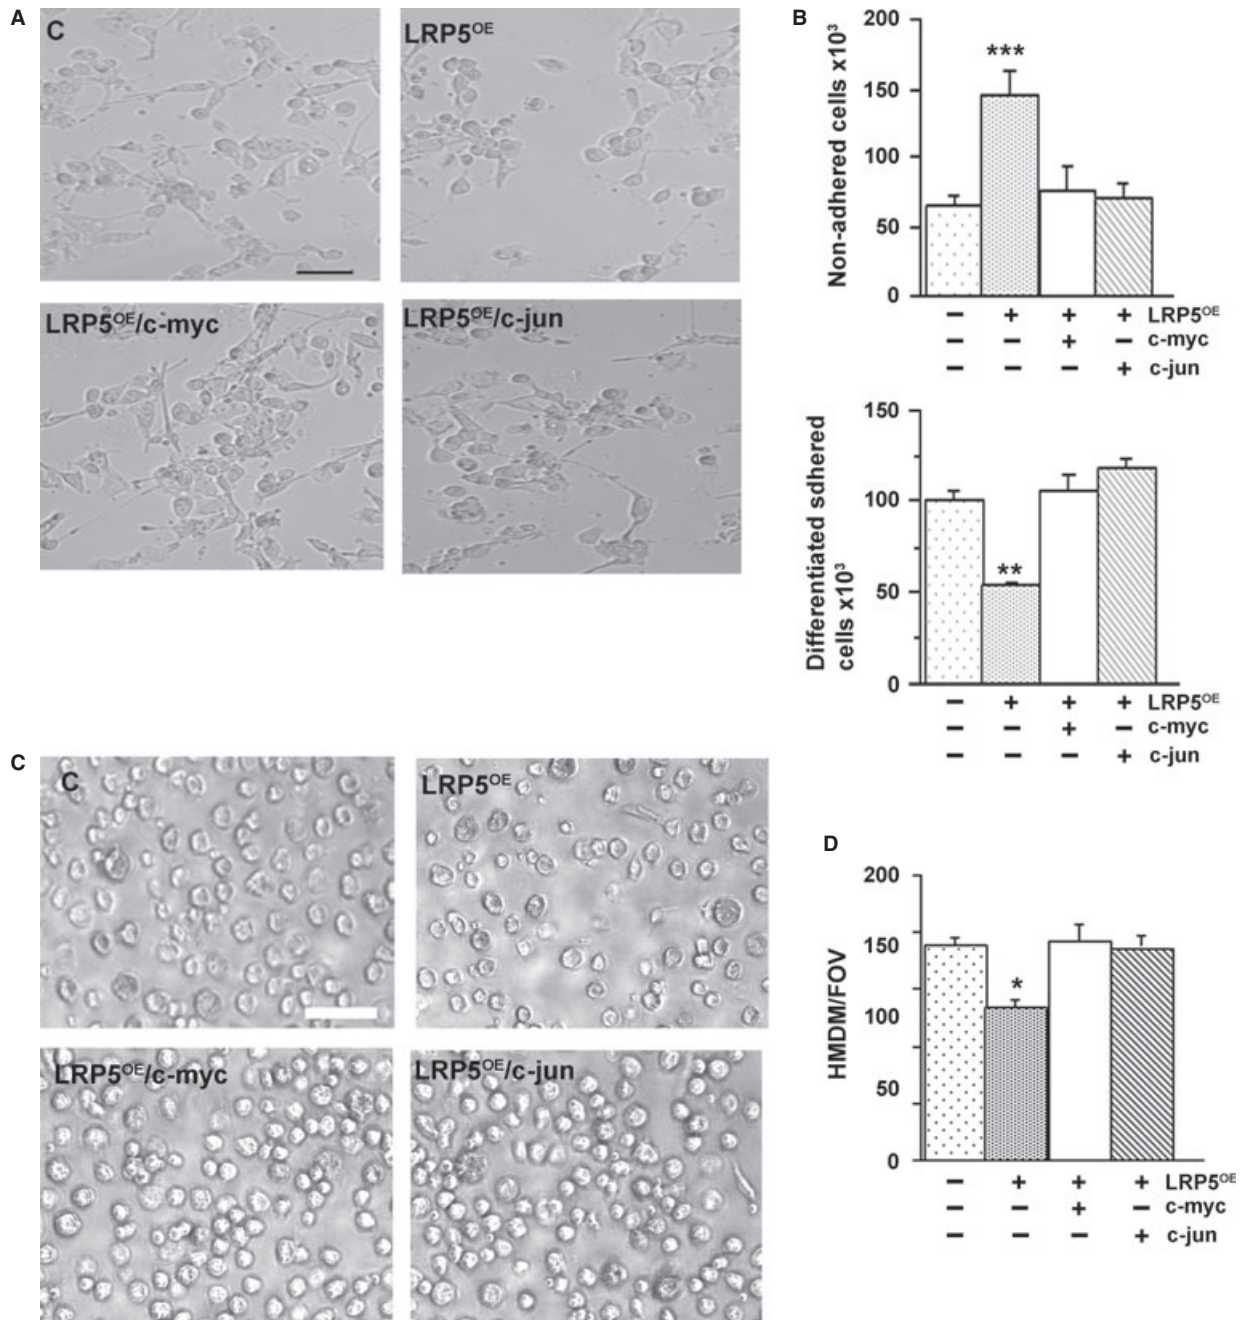 A
C
LRP5OE
LRP5OE/c-myc
LRP5OE/c-jun
B
200
150
100
50
0
Non-adhered cells x10³
***
– + + + LRP5OE
– – + – c-myc
– – – + c-jun
150
100
50
0
Differentiated sdhered
cells x10³
**
– + + + LRP5OE
– – + – c-myc
– – – + c-jun
C
C
LRP5OE
LRP5OE/c-myc
LRP5OE/c-jun
D
200
150
100
50
0
HMDM/FOV
*
– + + + LRP5OE
– – + – c-myc
– – – + c-jun